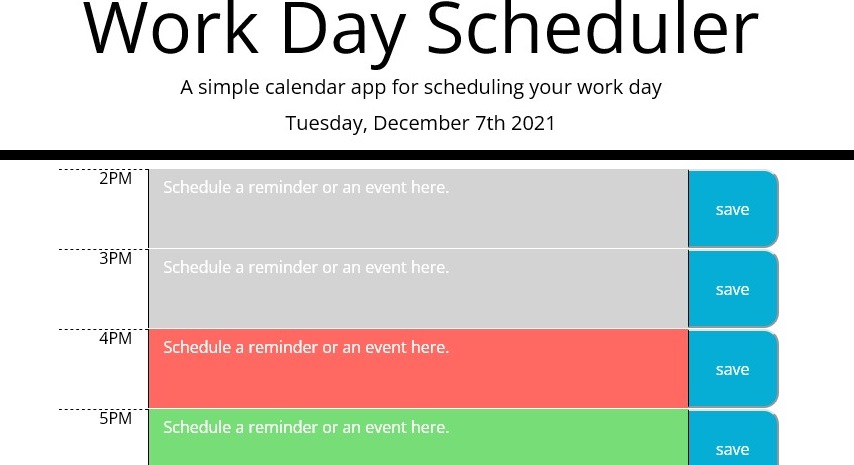 Work Day Scheduler
A simple calendar app for scheduling your work day
Tuesday, December 7th 2021
2PM Schedule a reminder or an event here. save
3PM Schedule a reminder or an event here. save
4PM Schedule a reminder or an event here. save
5PM Schedule a reminder or an event here. save